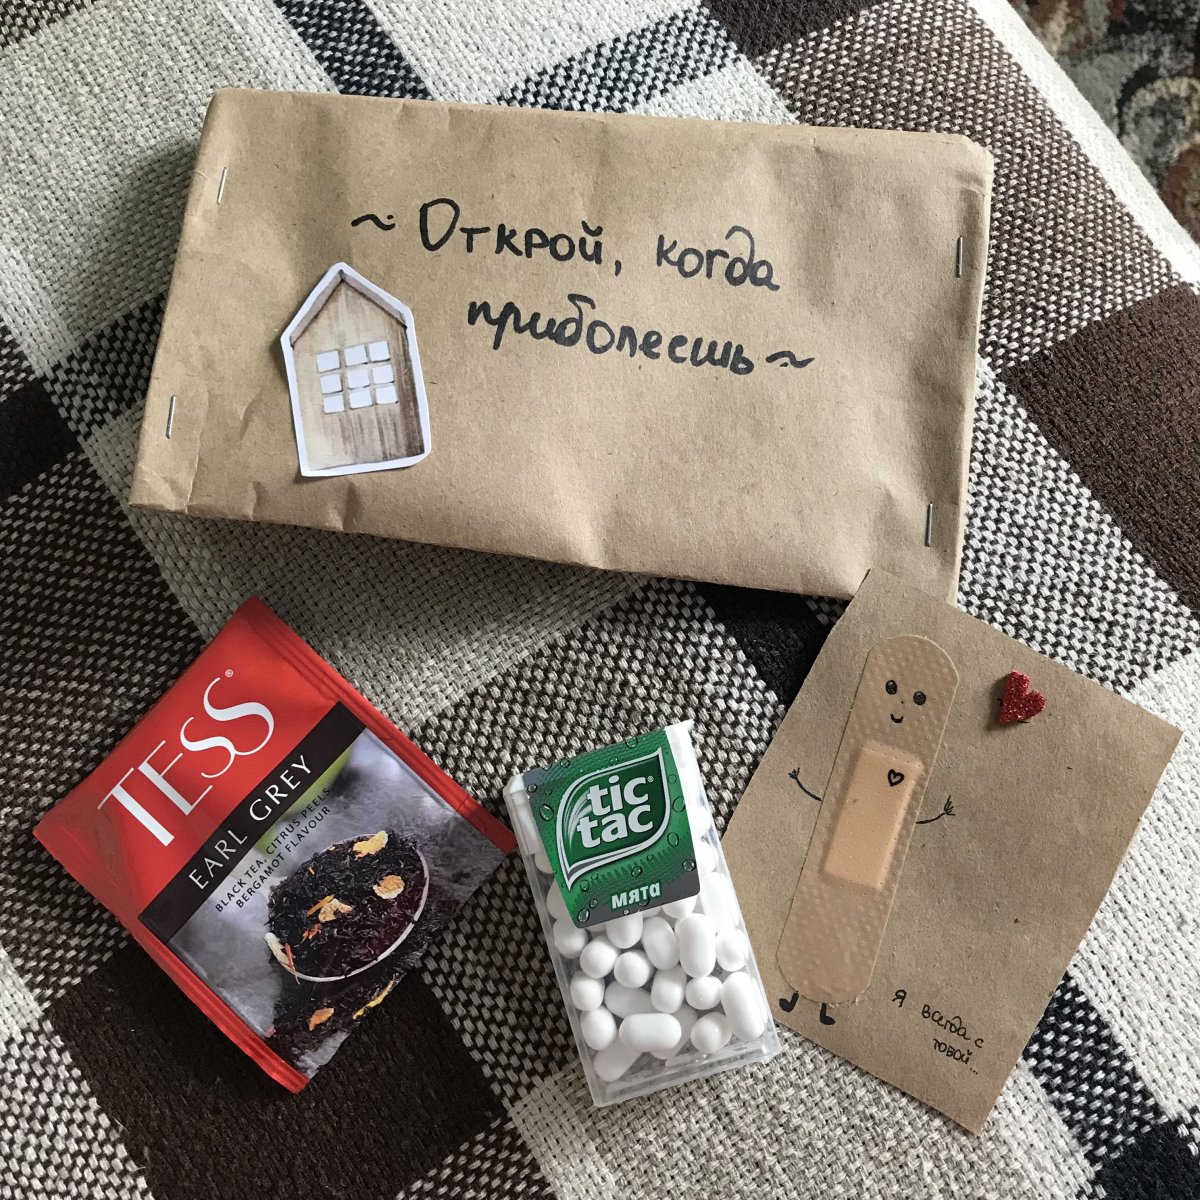 ~ Открой, когда
приболеешь ~
TESS®
EARL GREY
BLACK TEA, CITRUS PEELS
BERGAMOT FLAVOUR
tic
tac®
мята
Я всегда с
тобой...